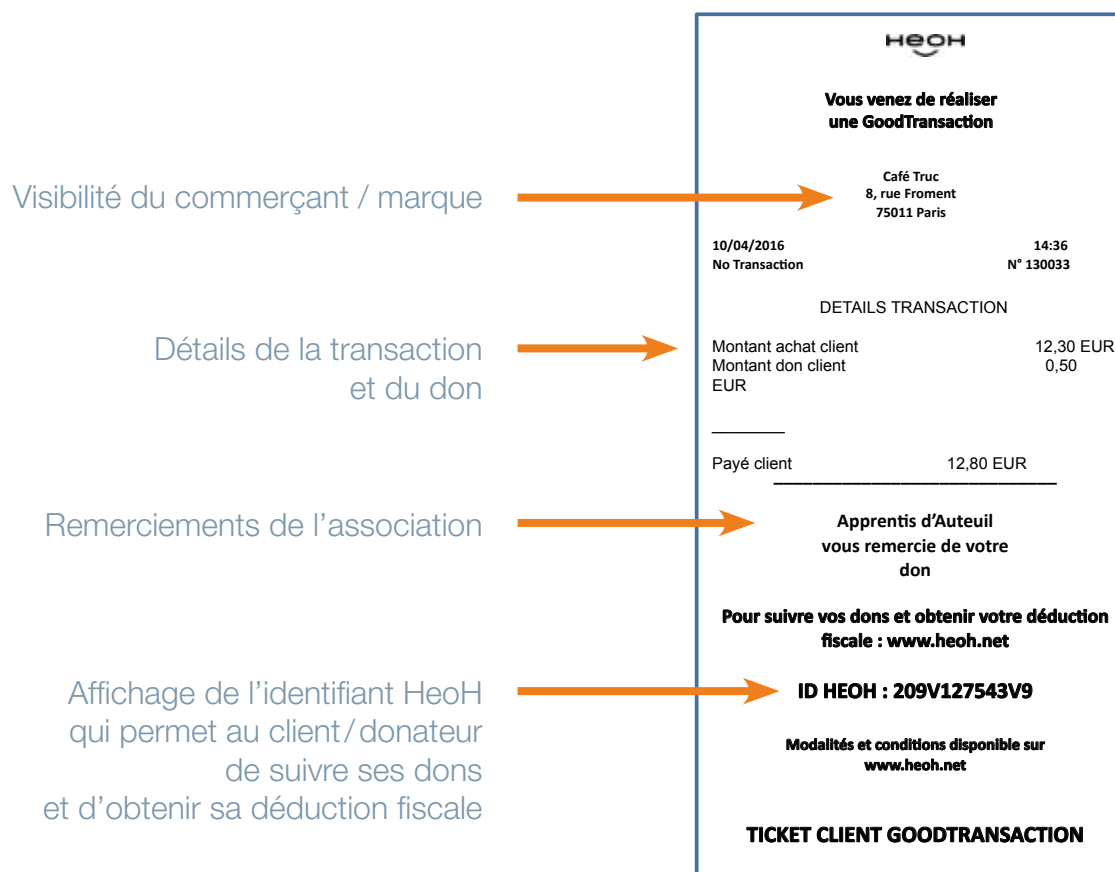 HeoH
Vous venez de réaliser
une GoodTransaction
Visibilité du commerçant / marque
Café Truc
8, rue Froment
75011 Paris
10/04/2016 14:36
No Transaction N° 130033
DETAILS TRANSACTION
Détails de la transaction
et du don
Montant achat client 12,30 EUR
Montant don client 0,50
EUR
________
Payé client 12,80 EUR
Remerciements de l’association
Apprentis d’Auteuil
vous remercie de votre
don
Pour suivre vos dons et obtenir votre déduction
fiscale : www.heoh.net
Affichage de l’identifiant HeoH
qui permet au client/donateur
de suivre ses dons
et d’obtenir sa déduction fiscale
ID HEOH : 209V127543V9
Modalités et conditions disponible sur
www.heoh.net
TICKET CLIENT GOODTRANSACTION